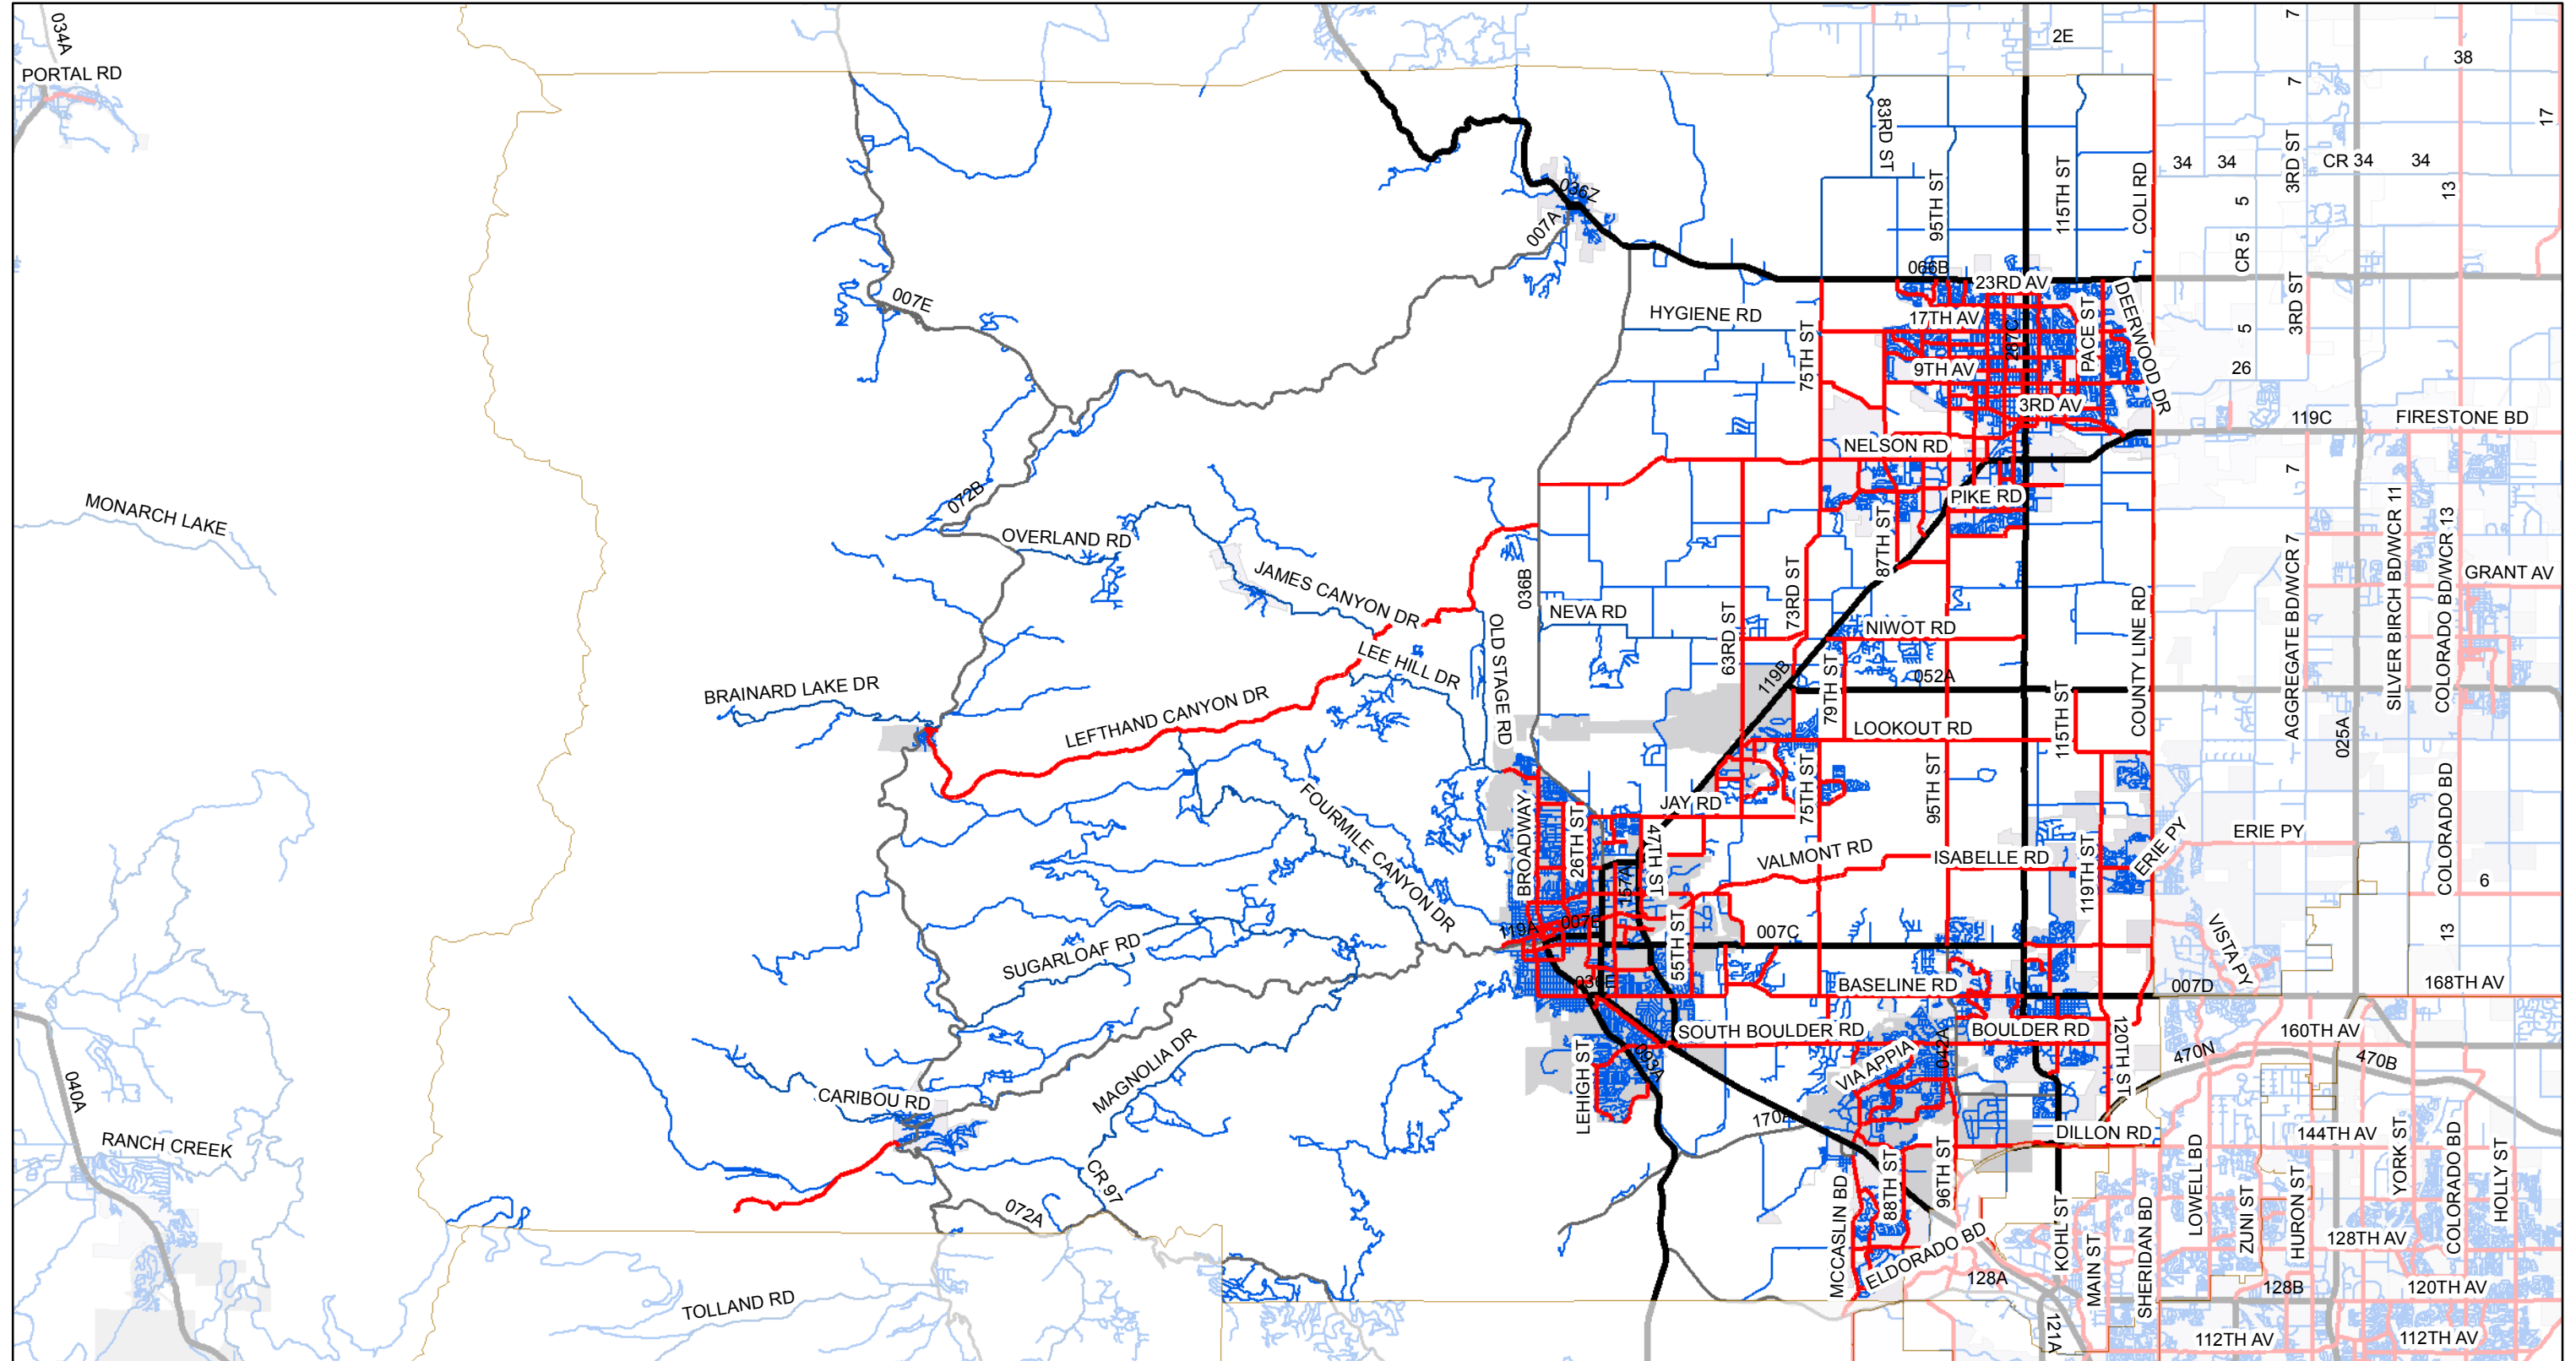 034A
PORTAL RD
2E
7
38
7
17
83RD ST
3RD ST
34
34
CR 34
34
95TH ST
115TH ST
COLI RD
5
13
036Z
007A
CR 5
066B
23RD AV
007E
HYGIENE RD
17TH AV
287C
PACE ST
DEERWOOD DR
5
3RD ST
75TH ST
9TH AV
26
3RD AV
119C
FIRESTONE BD
NELSON RD
7
MONARCH LAKE
072B
PIKE RD
OVERLAND RD
87TH ST
SILVER BIRCH BD/WCR 11
COLORADO BD/WCR 13
JAMES CANYON DR
036B
NEVA RD
73RD ST
63RD ST
NIWOT RD
COUNTY LINE RD
AGGREGATE BD/WCR 7
GRANT AV
LEE HILL DR
OLD STAGE RD
BRAINARD LAKE DR
119B
79TH ST
052A
LEFTHAND CANYON DR
LOOKOUT RD
115TH ST
025A
75TH ST
95TH ST
FOURMILE CANYON DR
JAY RD
BROADWAY
26TH ST
47TH ST
VALMONT RD
ISABELLE RD
119TH ST
ERIE PY
ERIE PY
COLORADO BD
157A
6
119A
007B
007C
55TH ST
SUGARLOAF RD
VISTA PY
13
036E
BASELINE RD
007D
168TH AV
SOUTH BOULDER RD
BOULDER RD
160TH AV
040A
MAGNOLIA DR
LEHIGH ST
093A
VIA APPIA
042A
120TH ST
470N
470B
CARIBOU RD
170A
RANCH CREEK
DILLON RD
144TH AV
YORK ST
COLORADO BD
HOLLY ST
CR 97
072A
MCCASLIN BD
88TH ST
96TH ST
KOHL ST
MAIN ST
SHERIDAN BD
LOWELL BD
ZUNI ST
HURON ST
128TH AV
ELDORADO BD
128A
128B
120TH AV
TOLLAND RD
121A
112TH AV
112TH AV